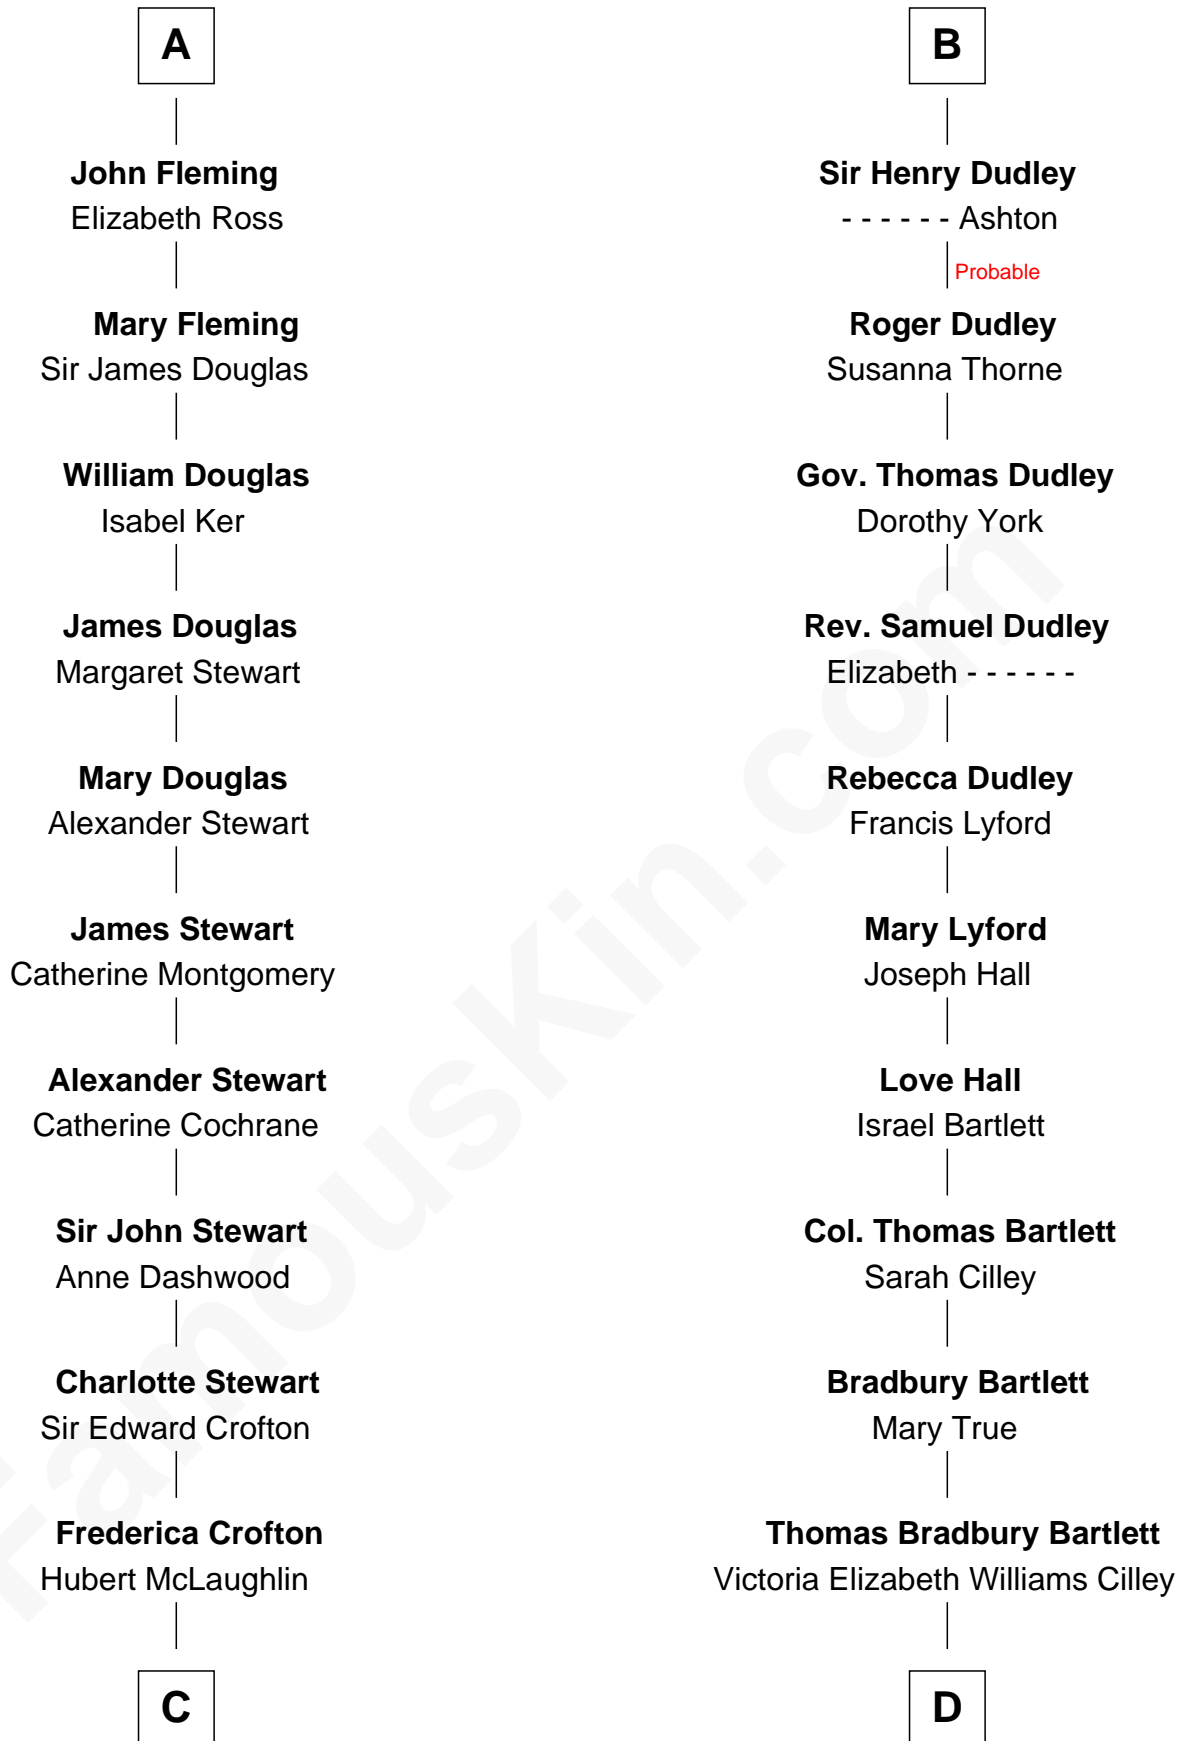 A
John Fleming
Elizabeth Ross
Mary Fleming
Sir James Douglas
William Douglas
Isabel Ker
James Douglas
Margaret Stewart
Mary Douglas
Alexander Stewart
James Stewart
Catherine Montgomery
Alexander Stewart
Catherine Cochrane
Sir John Stewart
Anne Dashwood
Charlotte Stewart
Sir Edward Crofton
Frederica Crofton
Hubert McLaughlin
C
B
Sir Henry Dudley
- - - - - - Ashton
Probable
Roger Dudley
Susanna Thorne
Gov. Thomas Dudley
Dorothy York
Rev. Samuel Dudley
Elizabeth - - - - - -
Rebecca Dudley
Francis Lyford
Mary Lyford
Joseph Hall
Love Hall
Israel Bartlett
Col. Thomas Bartlett
Sarah Cilley
Bradbury Bartlett
Mary True
Thomas Bradbury Bartlett
Victoria Elizabeth Williams Cilley
D
FamousKin.com